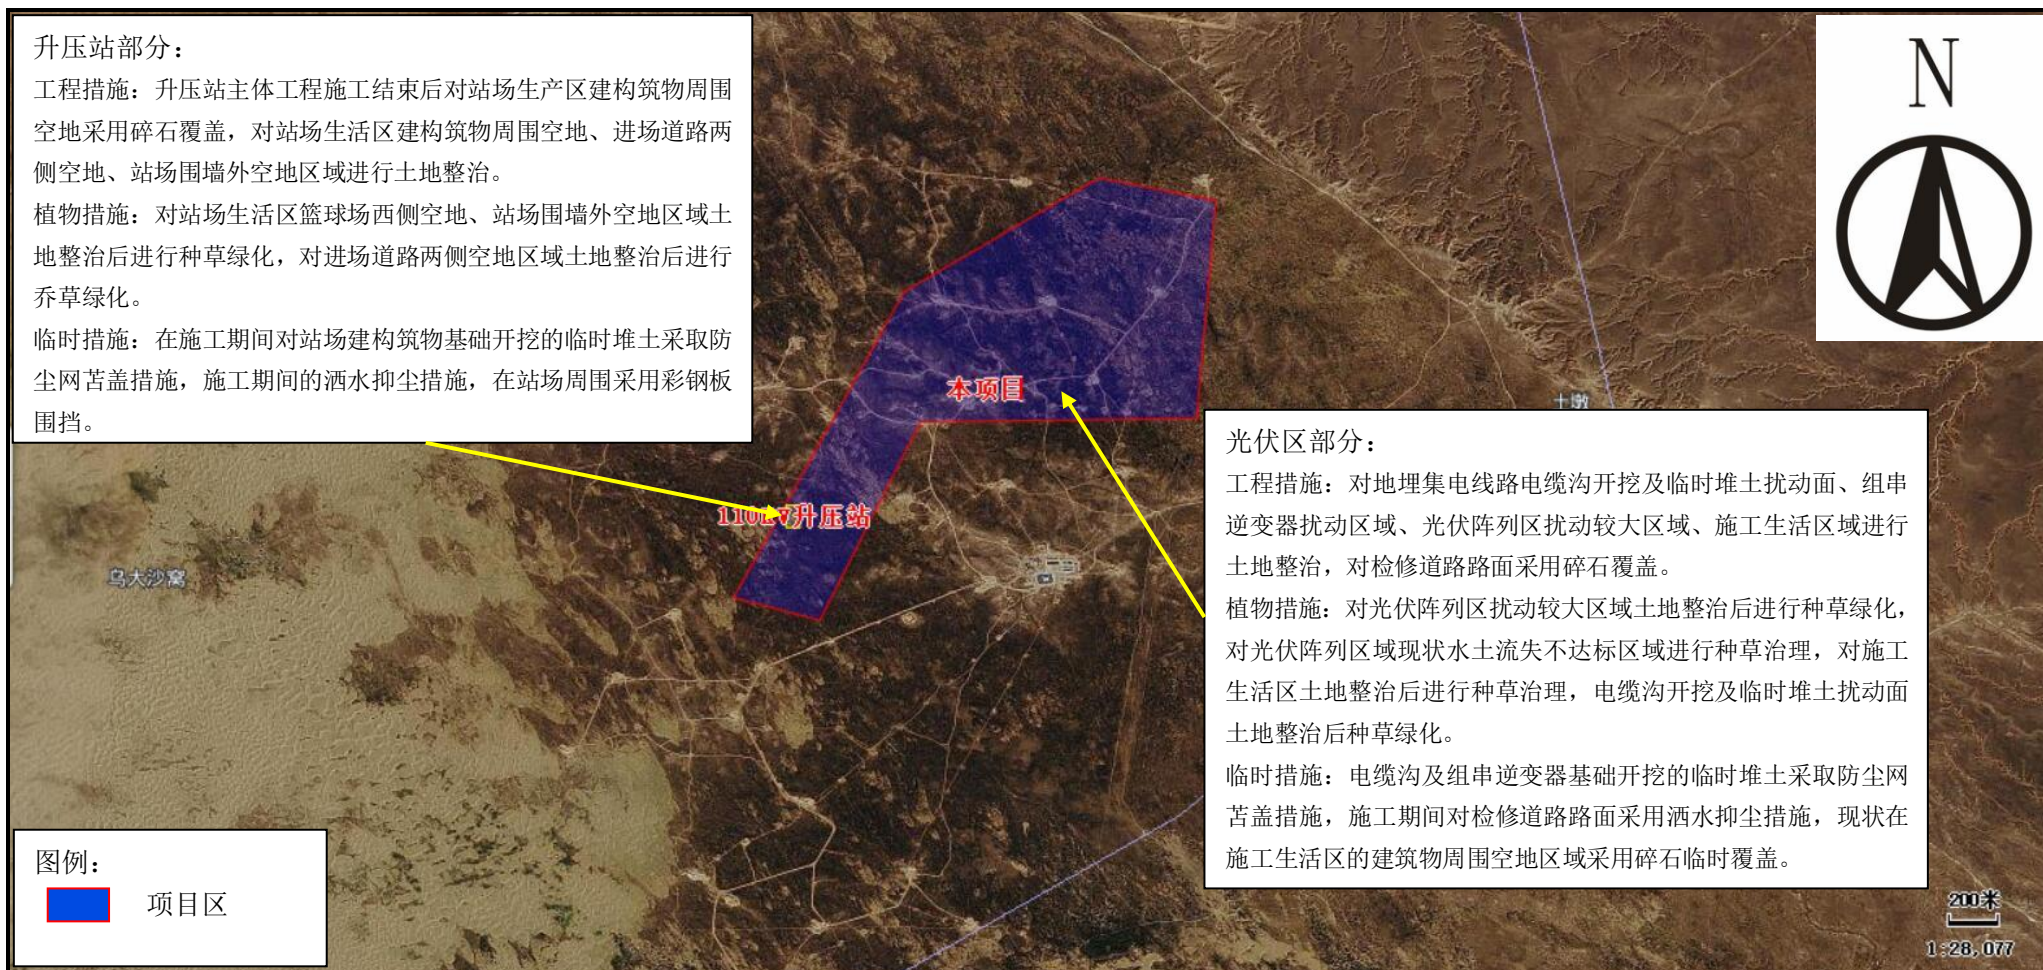 升压站部分：
工程措施：升压站主体工程施工结束后对站场生产区建构筑物周围
空地采用碎石覆盖，对站场生活区建构筑物周围空地、进场道路两
侧空地、站场围墙外空地区域进行土地整治。
植物措施：对站场生活区篮球场西侧空地、站场围墙外空地区域土
地整治后进行种草绿化，对进场道路两侧空地区域土地整治后进行
乔草绿化。
临时措施：在施工期间对站场建构筑物基础开挖的临时堆土采取防
尘网苫盖措施，施工期间的洒水抑尘措施，在站场周围采用彩钢板
围挡。
N
本项目
土墩
110kV升压站
乌大沙窝
光伏区部分：
工程措施：对地埋集电线路电缆沟开挖及临时堆土扰动面、组串
逆变器扰动区域、光伏阵列区扰动较大区域、施工生活区域进行
土地整治，对检修道路路面采用碎石覆盖。
植物措施：对光伏阵列区扰动较大区域土地整治后进行种草绿化，
对光伏阵列区域现状水土流失不达标区域进行种草治理，对施工
生活区土地整治后进行种草治理，电缆沟开挖及临时堆土扰动面
土地整治后种草绿化。
临时措施：电缆沟及组串逆变器基础开挖的临时堆土采取防尘网
苫盖措施，施工期间对检修道路路面采用洒水抑尘措施，现状在
施工生活区的建筑物周围空地区域采用碎石临时覆盖。
图例：
项目区
200米
1:28,077